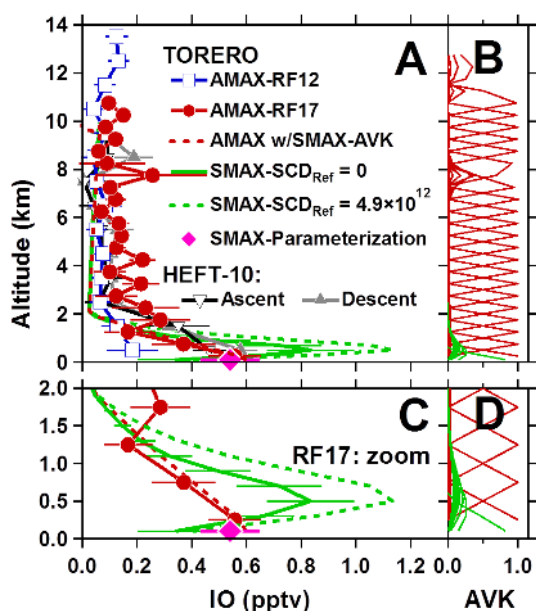 14
12
10
8
6
4
2
0
Altitude (km)
TORERO
A
B
AMAX-RF12
AMAX-RF17
AMAX w/SMAX-AVK
SMAX-SCDRef = 0
SMAX-SCDRef = 4.9×10¹²
SMAX-Parameterization
HEFT-10:
Ascent Descent
2.0
1.5
1.0
0.5
0.0
C
D
RF17: zoom
0.0 0.2 0.4 0.6 0.8 1.0 1.2
0.0 1.0
IO (pptv)
AVK